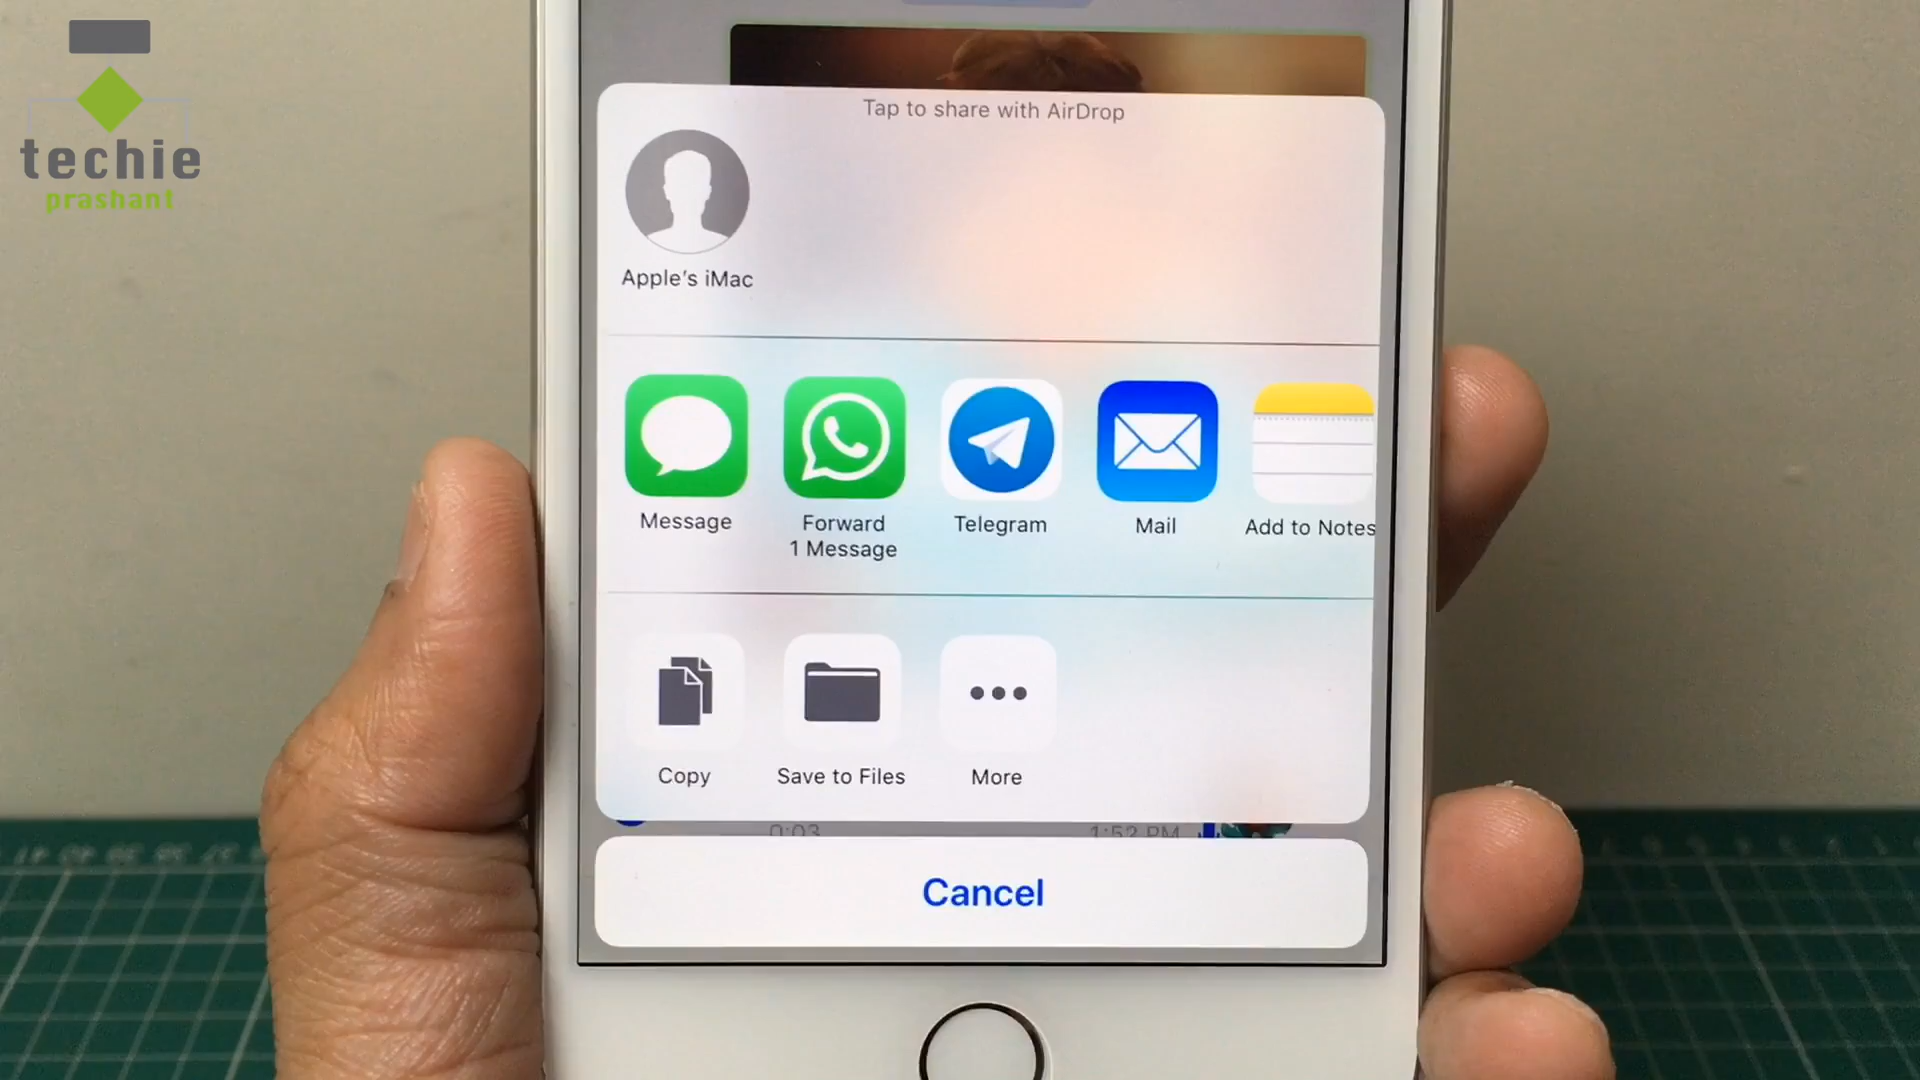 techie
prashant
Tap to share with AirDrop
Apple's iMac
Message
Forward
1 Message
Telegram
Mail
Add to Notes
Copy
Save to Files
More
0:03
1:52 PM
Cancel